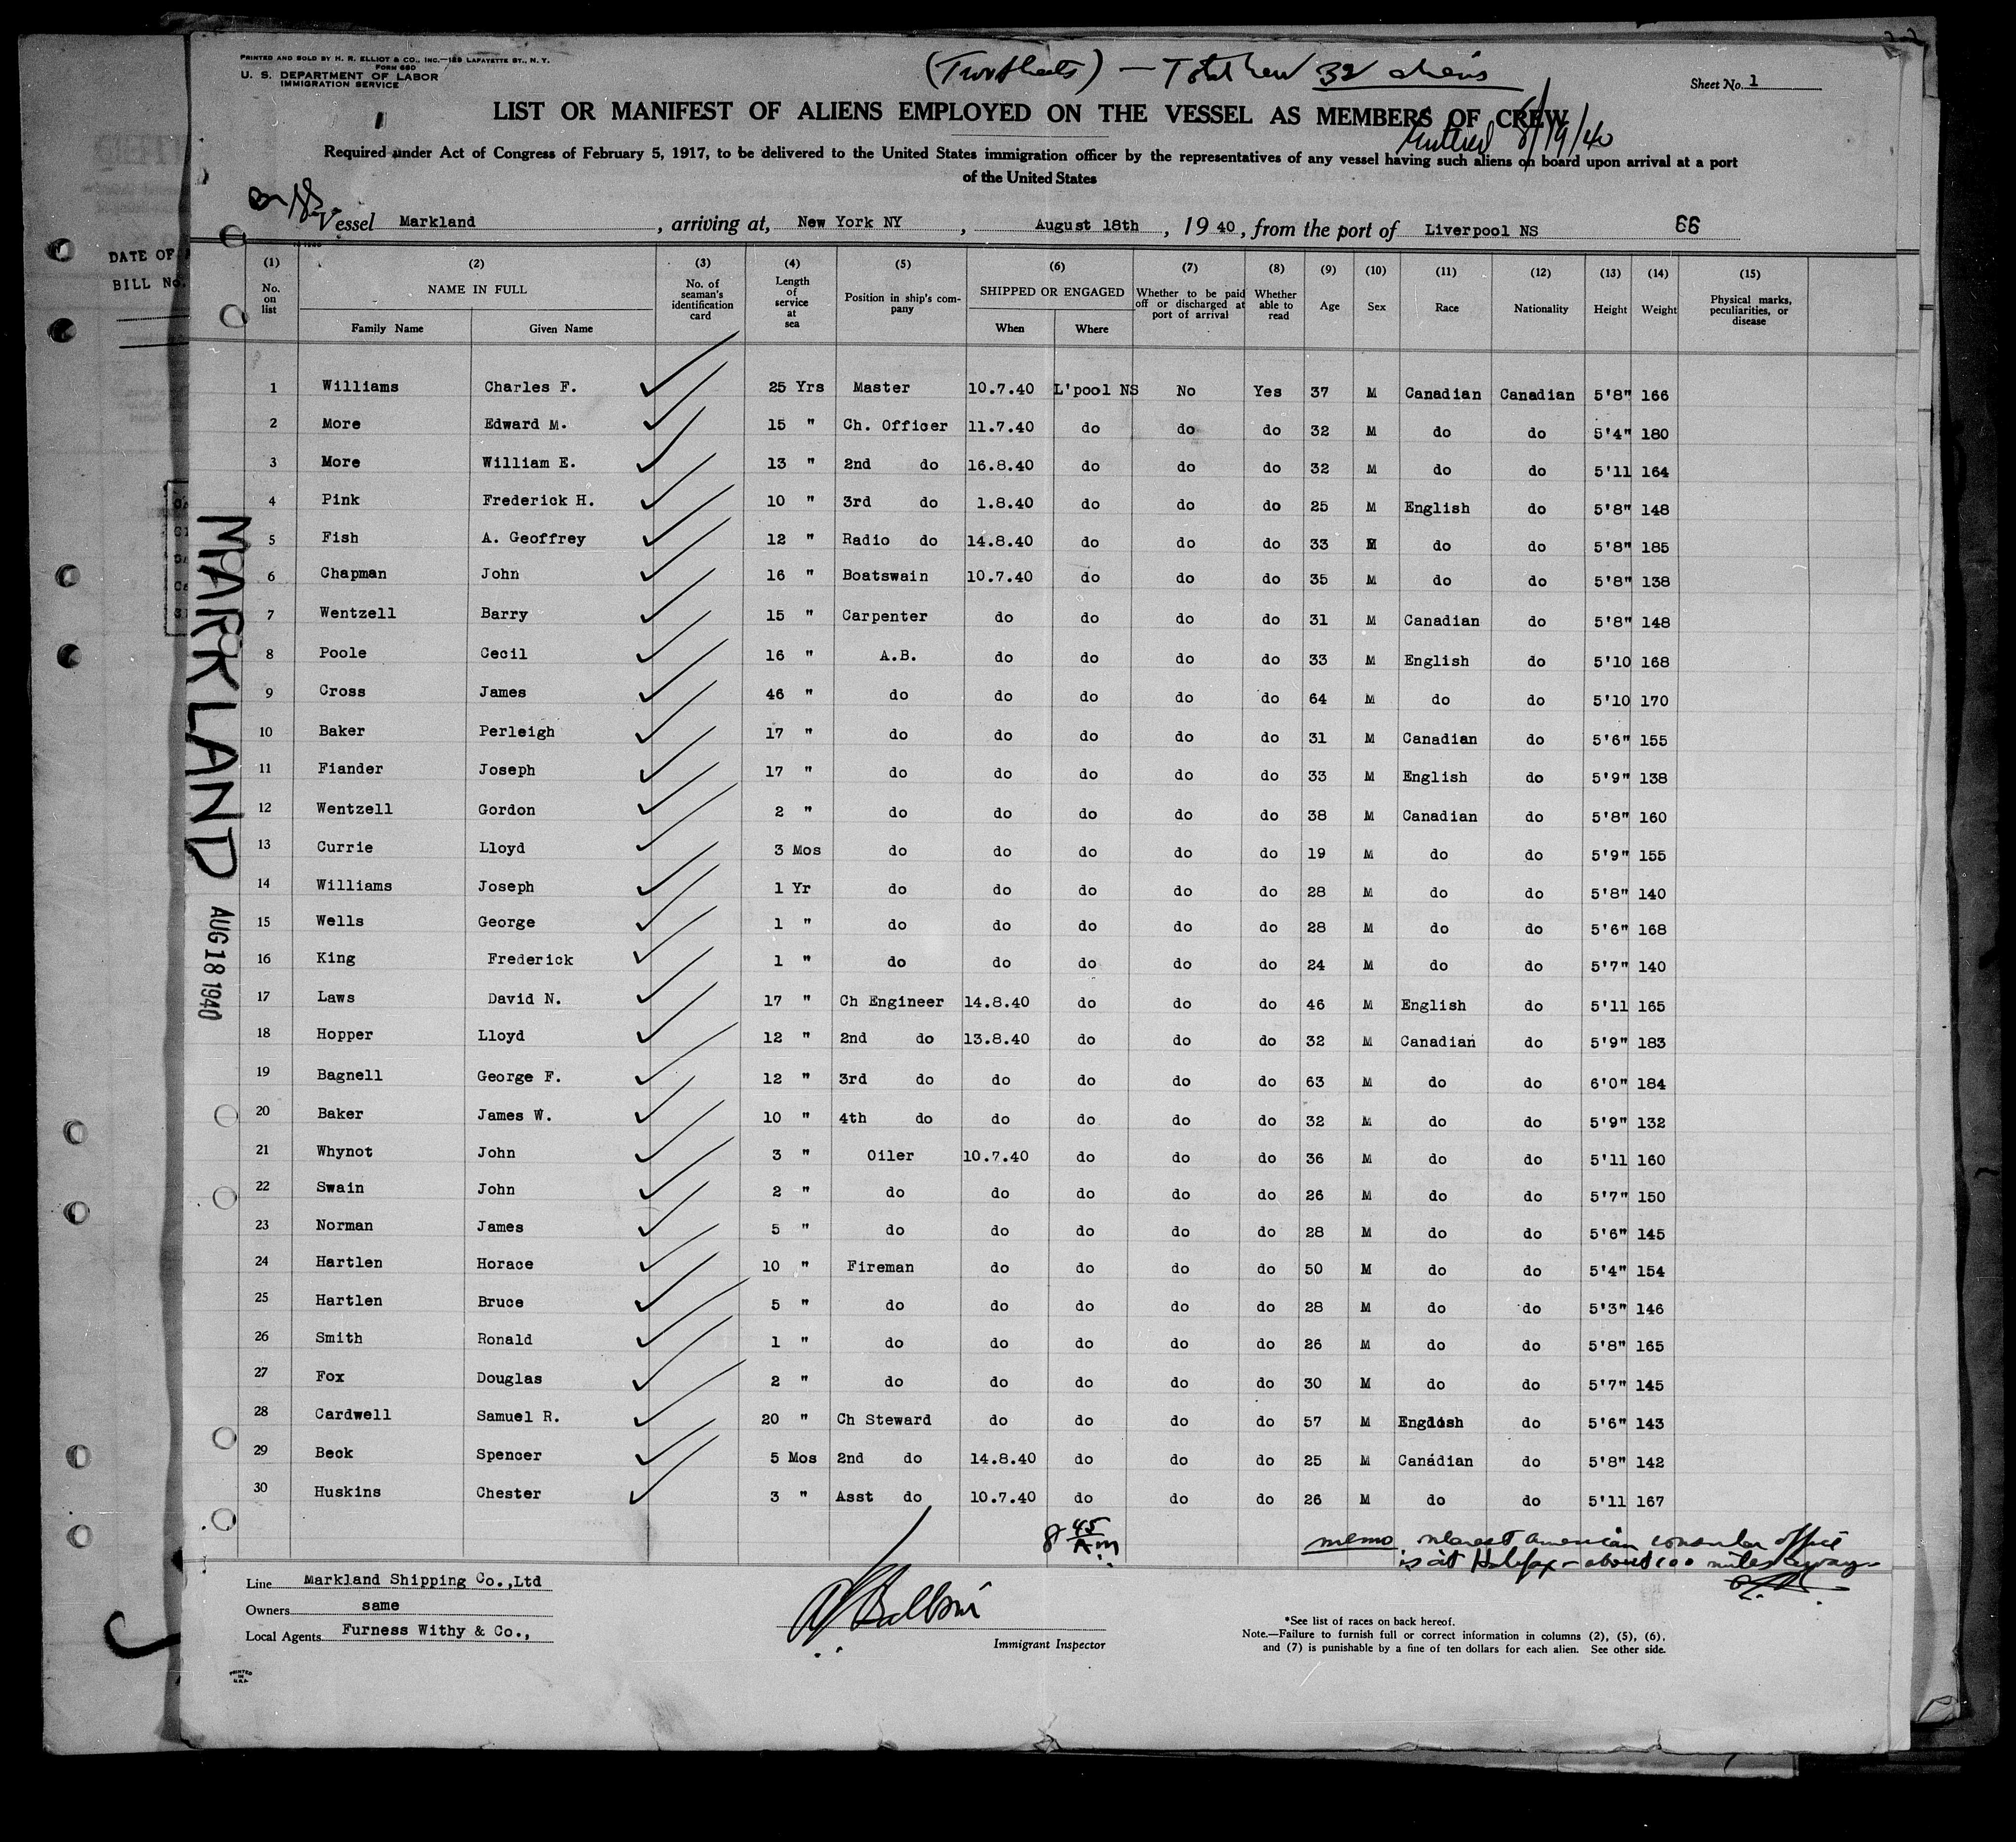 PRINTED AND SOLD BY H. R. ELLIOT & CO., INC.—129 LAFAYETTE ST., N. Y.
FORM 680
U. S. DEPARTMENT OF LABOR
IMMIGRATION SERVICE
(Two sheets) — Total crew 32 aliens
Sheet No. 1
LIST OR MANIFEST OF ALIENS EMPLOYED ON THE VESSEL AS MEMBERS OF CREW
8/19/40
Required under Act of Congress of February 5, 1917, to be delivered to the United States immigration officer by the representatives of any vessel having such aliens on board upon arrival at a port
of the United States
Vessel Markland, arriving at, New York NY, August 18th, 1940, from the port of Liverpool NS 66
DATE OF
BILL No.
(1) (2) (3) (4) (5) (6) (7) (8) (9) (10) (11) (12) (13) (14) (15)
No. on list NAME IN FULL Family Name Given Name No. of seaman's identification card Length of service at sea Position in ship's company SHIPPED OR ENGAGED When Where Whether to be paid off or discharged at port of arrival Whether able to read Age Sex Race Nationality Height Weight Physical marks, peculiarities, or disease
1 Williams Charles F. 25 Yrs Master 10.7.40 L'pool NS No Yes 37 M Canadian Canadian 5'8" 166
2 More Edward M. 15 " Ch. Officer 11.7.40 do do do 32 M do do 5'4" 180
3 More William E. 13 " 2nd do 16.8.40 do do do 32 M do do 5'11 164
4 Pink Frederick H. 10 " 3rd do 1.8.40 do do do 25 M English do 5'8" 148
5 Fish A. Geoffrey 12 " Radio do 14.8.40 do do do 33 M do do 5'8" 185
6 Chapman John 16 " Boatswain 10.7.40 do do do 35 M do do 5'8" 138
7 Wentzell Barry 15 " Carpenter do do do do 31 M Canadian do 5'8" 148
8 Poole Cecil 16 " A.B. do do do do 33 M English do 5'10 168
9 Cross James 46 " do do do do do 64 M do do 5'10 170
10 Baker Perleigh 17 " do do do do do 31 M Canadian do 5'6" 155
11 Fiander Joseph 17 " do do do do do 33 M English do 5'9" 138
12 Wentzell Gordon 2 " do do do do do 38 M Canadian do 5'8" 160
13 Currie Lloyd 3 Mos do do do do do 19 M do do 5'9" 155
14 Williams Joseph 1 Yr do do do do do 28 M do do 5'8" 140
15 Wells George 1 " do do do do do 28 M do do 5'6" 168
16 King Frederick 1 " do do do do do 24 M do do 5'7" 140
17 Laws David N. 17 " Ch Engineer 14.8.40 do do do 46 M English do 5'11 165
18 Hopper Lloyd 12 " 2nd do 13.8.40 do do do 32 M Canadian do 5'9" 183
19 Bagnell George F. 12 " 3rd do do do do do 63 M do do 6'0" 184
20 Baker James W. 10 " 4th do do do do do 32 M do do 5'9" 132
21 Whynot John 3 " Oiler 10.7.40 do do do 36 M do do 5'11 160
22 Swain John 2 " do do do do do 26 M do do 5'7" 150
23 Norman James 5 " do do do do do 28 M do do 5'6" 145
24 Hartlen Horace 10 " Fireman do do do do 50 M do do 5'4" 154
25 Hartlen Bruce 5 " do do do do do 28 M do do 5'3" 146
26 Smith Ronald 1 " do do do do do 26 M do do 5'8" 165
27 Fox Douglas 2 " do do do do do 30 M do do 5'7" 145
28 Cardwell Samuel R. 20 " Ch Steward do do do do 57 M English do 5'6" 143
29 Beck Spencer 5 Mos 2nd do 14.8.40 do do do 25 M Canadian do 5'8" 142
30 Huskins Chester 3 " Asst do 10.7.40 do do do 26 M do do 5'11 167
MARKLAND
AUG 18 1940
8 45 Am
memo nearest American consular office
is at Halifax – about 100 miles away –
Line Markland Shipping Co.,Ltd
Owners same
Local Agents Furness Withy & Co.,
Immigrant Inspector
*See list of races on back hereof.
Note.—Failure to furnish full or correct information in columns (2), (5), (6),
and (7) is punishable by a fine of ten dollars for each alien. See other side.
PRINTED
IN
U.S.A.